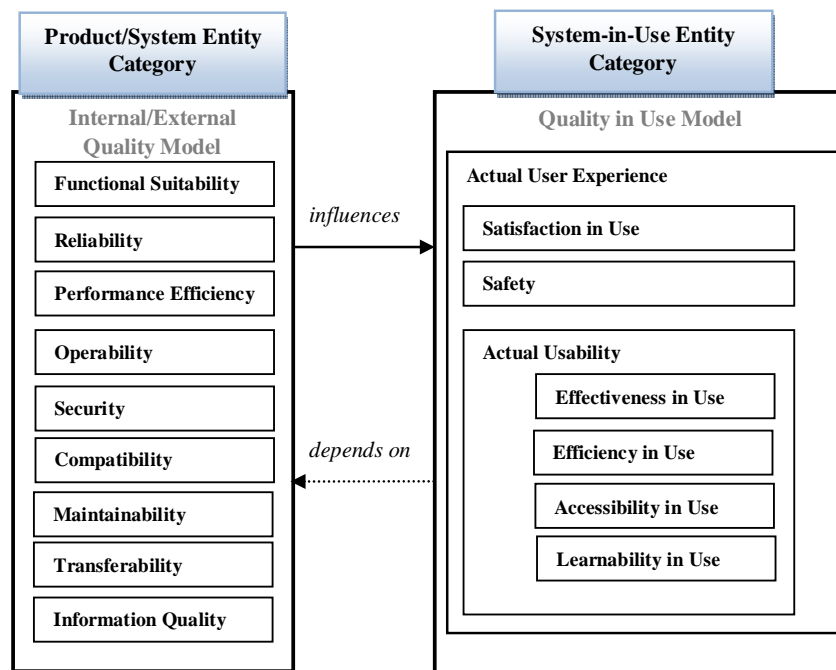 Product/System Entity
Category
Internal/External
Quality Model
Functional Suitability
Reliability
Performance Efficiency
Operability
Security
Compatibility
Maintainability
Transferability
Information Quality
influences
depends on
System-in-Use Entity
Category
Quality in Use Model
Actual User Experience
Satisfaction in Use
Safety
Actual Usability
Effectiveness in Use
Efficiency in Use
Accessibility in Use
Learnability in Use